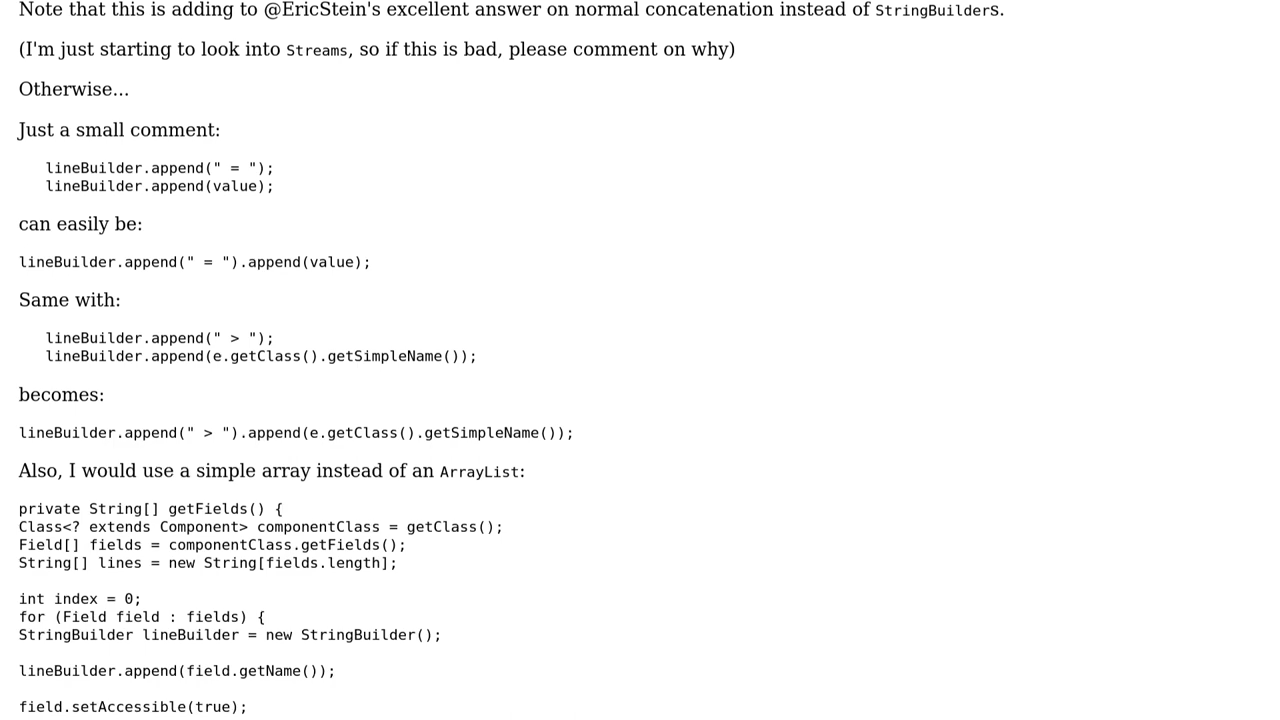 Note that this is adding to @EricStein's excellent answer on normal concatenation instead of StringBuilders.
(I'm just starting to look into Streams, so if this is bad, please comment on why)
Otherwise...
Just a small comment:
lineBuilder.append(" = ");
lineBuilder.append(value);
can easily be:
lineBuilder.append(" = ").append(value);
Same with:
lineBuilder.append(" > ");
lineBuilder.append(e.getClass().getSimpleName());
becomes:
lineBuilder.append(" > ").append(e.getClass().getSimpleName());
Also, I would use a simple array instead of an ArrayList:
private String[] getFields() {
Class<? extends Component> componentClass = getClass();
Field[] fields = componentClass.getFields();
String[] lines = new String[fields.length];
int index = 0;
for (Field field : fields) {
StringBuilder lineBuilder = new StringBuilder();
lineBuilder.append(field.getName());
field.setAccessible(true);